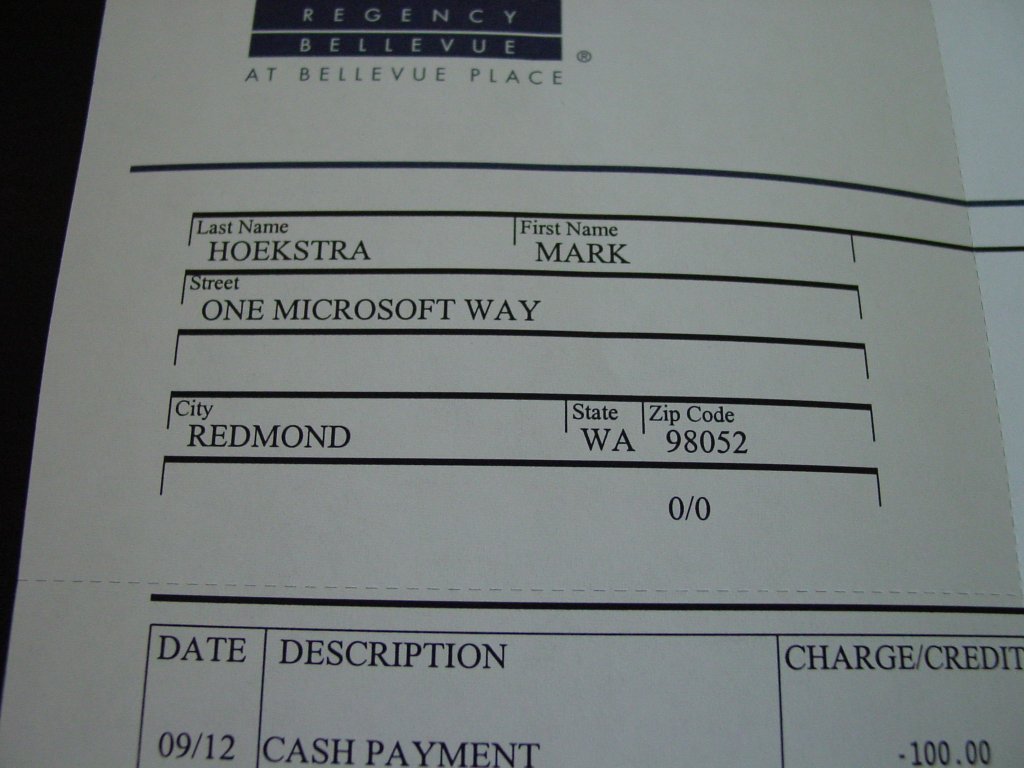 REGENCY
BELLEVUE ®
AT BELLEVUE PLACE
Last Name First Name
HOEKSTRA MARK
Street
ONE MICROSOFT WAY
City State Zip Code
REDMOND WA 98052
0/0
DATE DESCRIPTION CHARGE/CREDIT
09/12 CASH PAYMENT -100.00